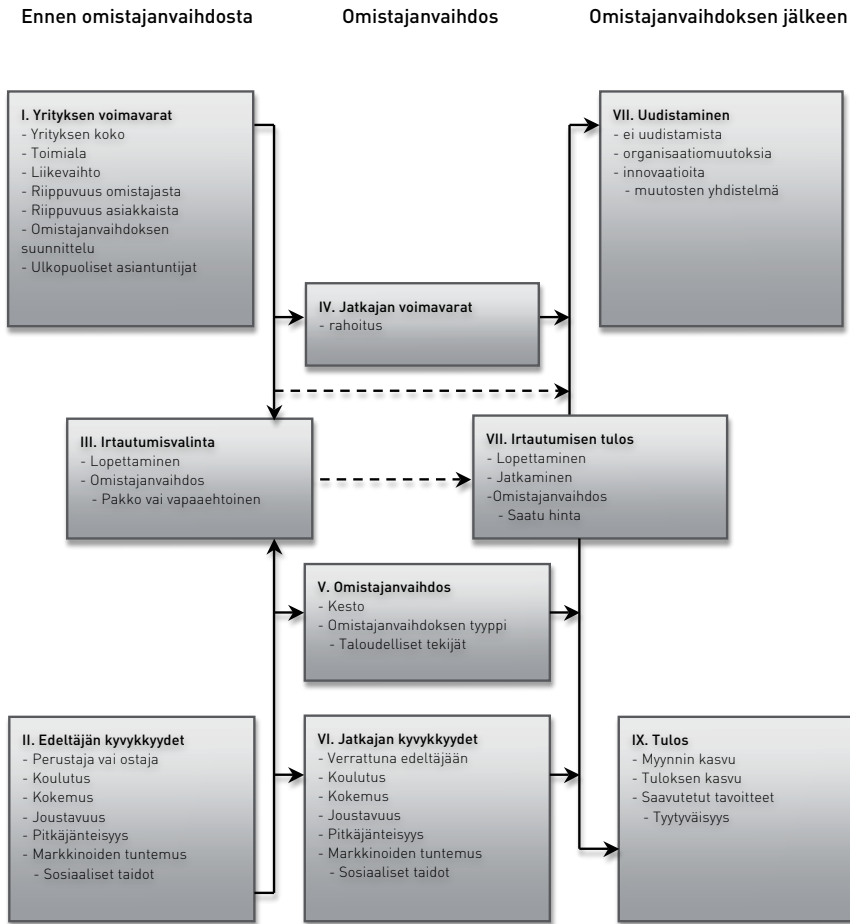 Ennen omistajanvaihdosta
Omistajanvaihdos
Omistajanvaihdoksen jälkeen
I. Yrityksen voimavarat
- Yrityksen koko
- Toimiala
- Liikevaihto
- Riippuvuus omistajasta
- Riippuvuus asiakkaista
- Omistajanvaihdoksen
suunnittelu
- Ulkopuoliset asiantuntijat
VII. Uudistaminen
- ei uudistamista
- organisaatiomuutoksia
- innovaatioita
- muutosten yhdistelmä
IV. Jatkajan voimavarat
- rahoitus
III. Irtautumisvalinta
- Lopettaminen
- Omistajanvaihdos
- Pakko vai vapaaehtoinen
VII. Irtautumisen tulos
- Lopettaminen
- Jatkaminen
-Omistajanvaihdos
- Saatu hinta
V. Omistajanvaihdos
- Kesto
- Omistajanvaihdoksen tyyppi
- Taloudelliset tekijät
II. Edeltäjän kyvykkyydet
- Perustaja vai ostaja
- Koulutus
- Kokemus
- Joustavuus
- Pitkäjänteisyys
- Markkinoiden tuntemus
- Sosiaaliset taidot
VI. Jatkajan kyvykkyydet
- Verrattuna edeltäjään
- Koulutus
- Kokemus
- Joustavuus
- Pitkäjänteisyys
- Markkinoiden tuntemus
- Sosiaaliset taidot
IX. Tulos
- Myynnin kasvu
- Tuloksen kasvu
- Saavutetut tavoitteet
- Tyytyväisyys